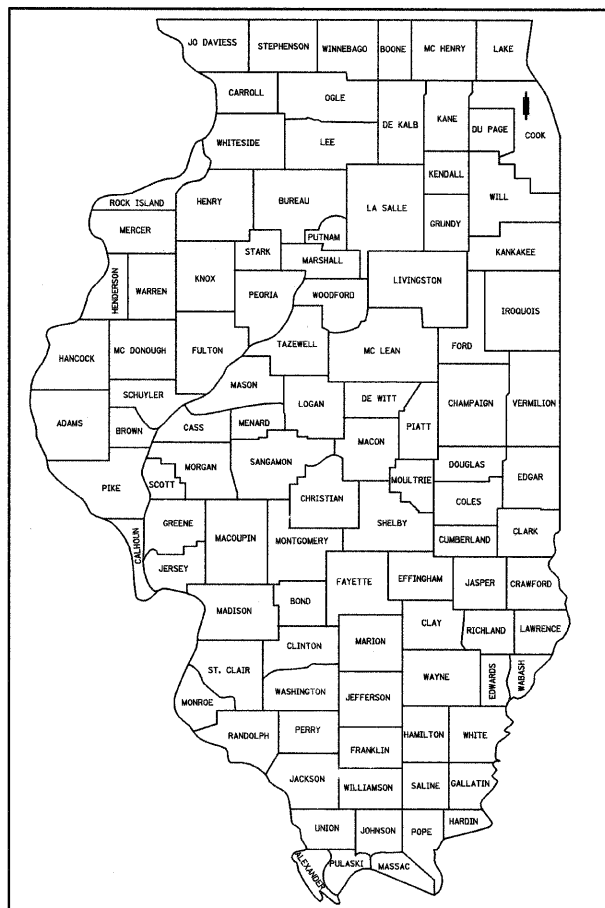 JO DAVIESS STEPHENSON WINNEBAGO BOONE MC HENRY LAKE
CARROLL OGLE DE KALB KANE DU PAGE COOK
WHITESIDE LEE KENDALL WILL
ROCK ISLAND HENRY BUREAU LA SALLE GRUNDY
MERCER PUTNAM KANKAKEE
STARK MARSHALL
HENDERSON WARREN KNOX PEORIA WOODFORD LIVINGSTON IROQUOIS
HANCOCK MC DONOUGH FULTON TAZEWELL MC LEAN FORD
SCHUYLER MASON LOGAN DE WITT CHAMPAIGN VERMILION
ADAMS BROWN CASS MENARD MACON PIATT
PIKE SCOTT MORGAN SANGAMON CHRISTIAN MOULTRIE DOUGLAS EDGAR
COLES
CALHOUN GREENE MACOUPIN MONTGOMERY SHELBY CUMBERLAND CLARK
JERSEY FAYETTE EFFINGHAM JASPER CRAWFORD
MADISON BOND CLAY RICHLAND LAWRENCE
CLINTON MARION
ST. CLAIR WASHINGTON WAYNE EDWARDS WABASH
MONROE JEFFERSON
RANDOLPH PERRY FRANKLIN HAMILTON WHITE
JACKSON WILLIAMSON SALINE GALLATIN
UNION JOHNSON POPE HARDIN
ALEXANDER PULASKI MASSAC